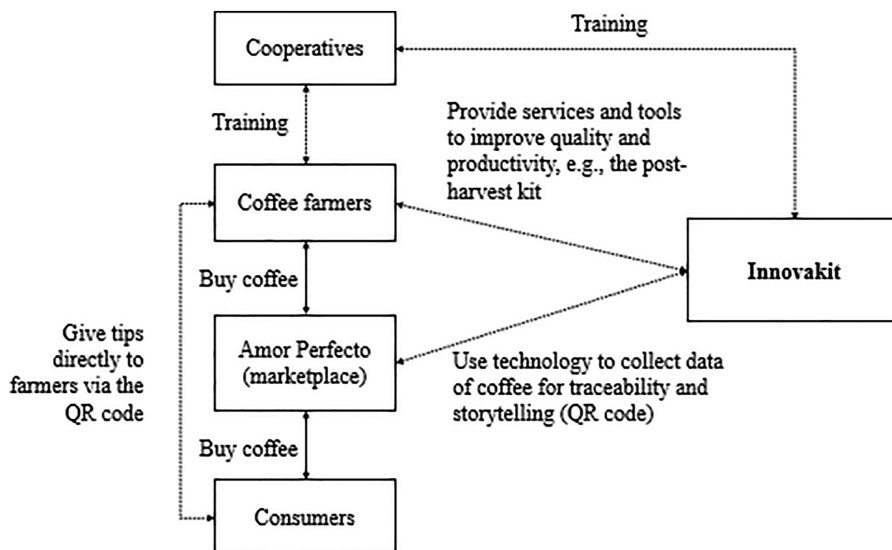 Training
Cooperatives
Training
Provide services and tools
to improve quality and
productivity, e.g., the post-
harvest kit
Coffee farmers
Innovakit
Buy coffee
Give tips
directly to
farmers via the
QR code
Amor Perfecto
(marketplace)
Use technology to collect data
of coffee for traceability and
storytelling (QR code)
Buy coffee
Consumers